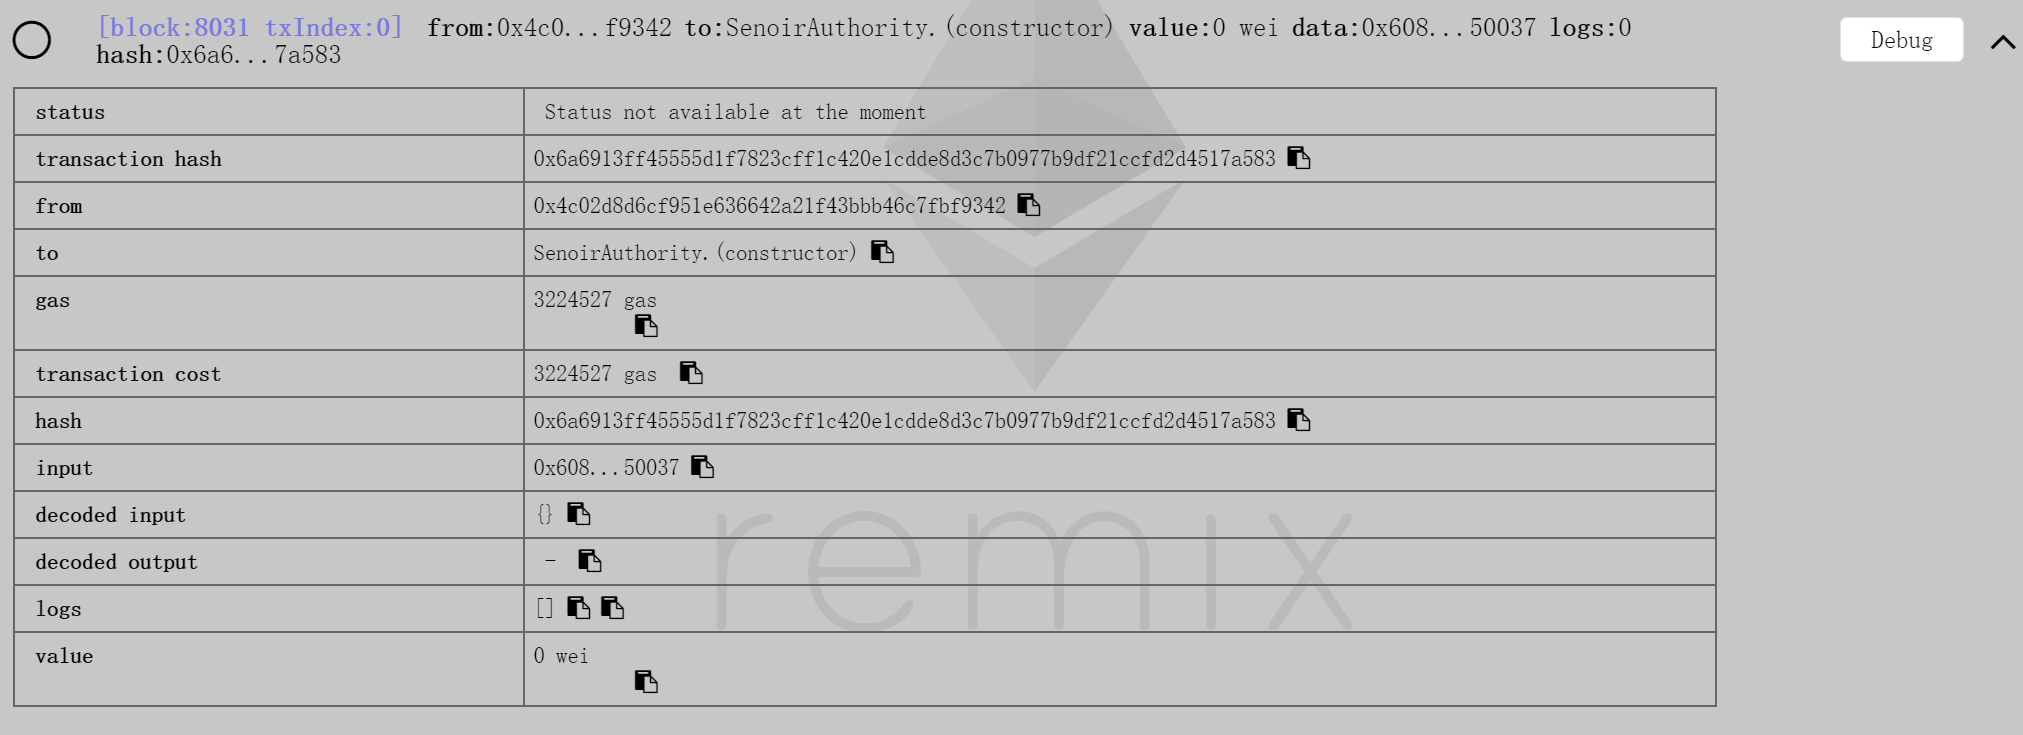 [block:8031 txIndex:0] from:0x4c0...f9342 to:SenoirAuthority.(constructor) value:0 wei data:0x608...50037 logs:0
hash:0x6a6...7a583
Debug
status Status not available at the moment
transaction hash 0x6a6913ff45555d1f7823cff1c420e1cdde8d3c7b0977b9df21ccfd2d4517a583
from 0x4c02d8d6cf951e636642a21f43bbb46c7fbf9342
to SenoirAuthority.(constructor)
gas 3224527 gas
transaction cost 3224527 gas
hash 0x6a6913ff45555d1f7823cff1c420e1cdde8d3c7b0977b9df21ccfd2d4517a583
input 0x608...50037
decoded input {}
decoded output -
logs []
value 0 wei
remix